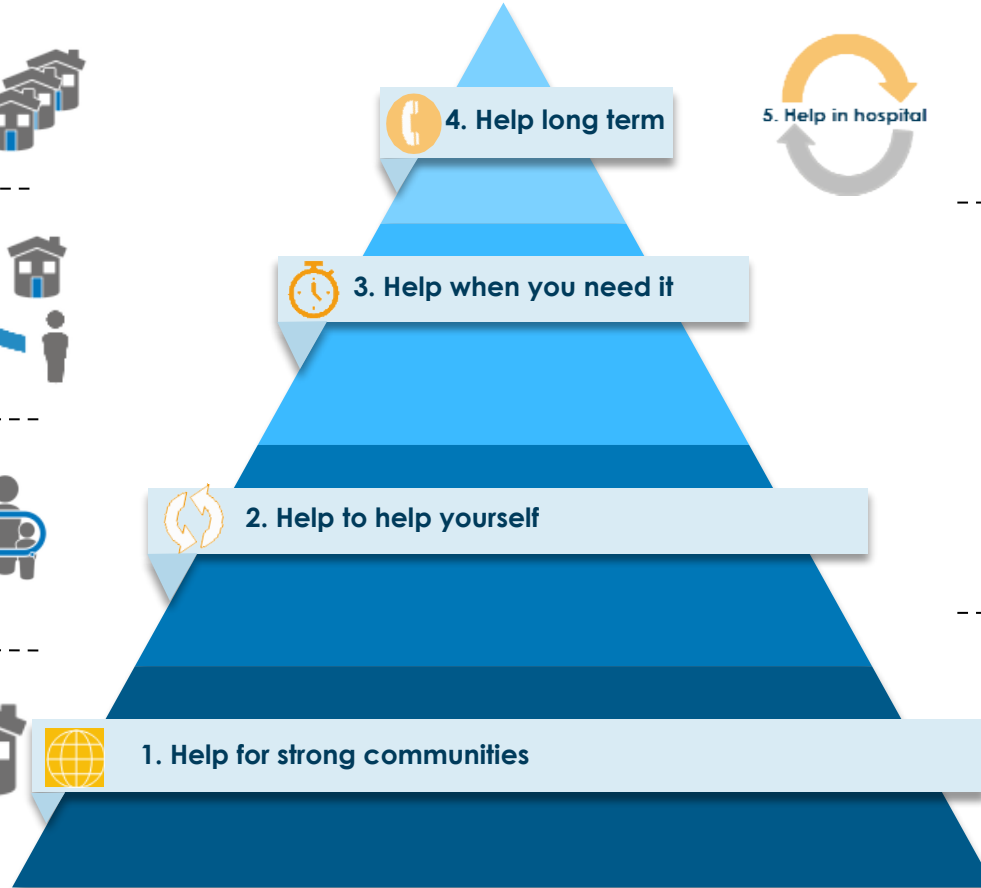 4. Help long term
5. Help in hospital
3. Help when you need it
2. Help to help yourself
1. Help for strong communities